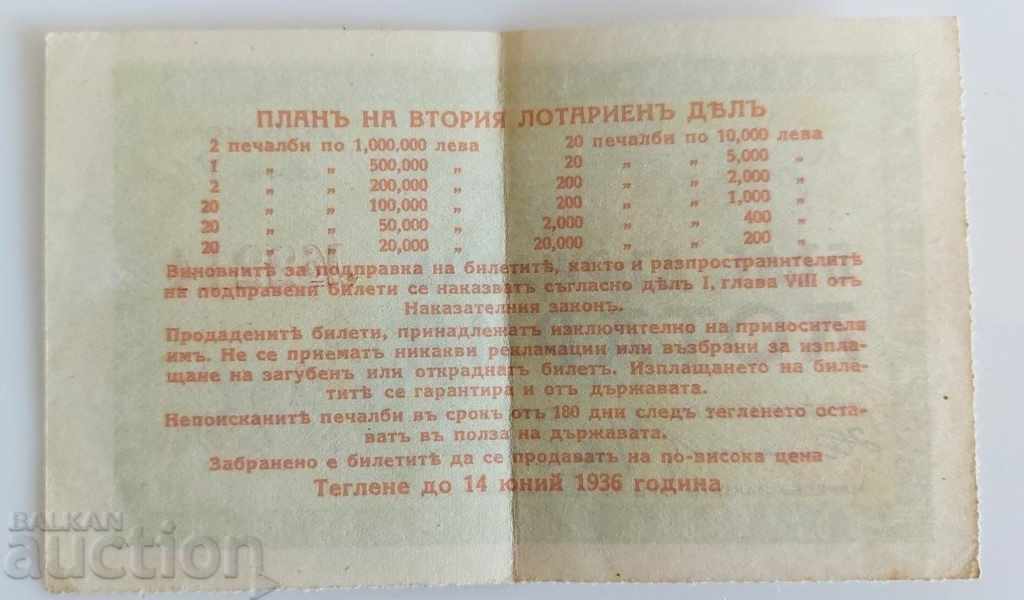 ПЛАНЪ НА ВТОРИЯ ЛОТАРИЕНЪ ДѢЛЪ
2 печалби по 1,000,000 лева 20 печалби по 10,000 лева
1 „ „ 500,000 „ 20 „ „ 5,000 „
2 „ „ 200,000 „ 200 „ „ 2,000 „
20 „ „ 100,000 „ 200 „ „ 1,000 „
20 „ „ 50,000 „ 2,000 „ „ 400 „
20 „ „ 20,000 „ 20,000 „ „ 200 „
Виновнитѣ за подправка на билетитѣ, както и разпространителитѣ
на подправени билети се наказватъ съгласно дѣлъ I, глава VIII отъ
Наказателния законъ.
Продаденитѣ билети, принадлежатъ изключително на приносителя
имъ. Не се приематъ никакви рекламации или възбрани за изпла-
щане на загубенъ или откраднатъ билетъ. Изплащането на биле-
титѣ се гарантира и отъ държавата.
Непоисканитѣ печалби въ срокъ отъ 180 дни следъ тегленето оста-
ватъ въ полза на държавата.
Забранено е билетитѣ да се продаватъ на по-висока цена
Теглене до 14 юний 1936 година
BALKAN
auction